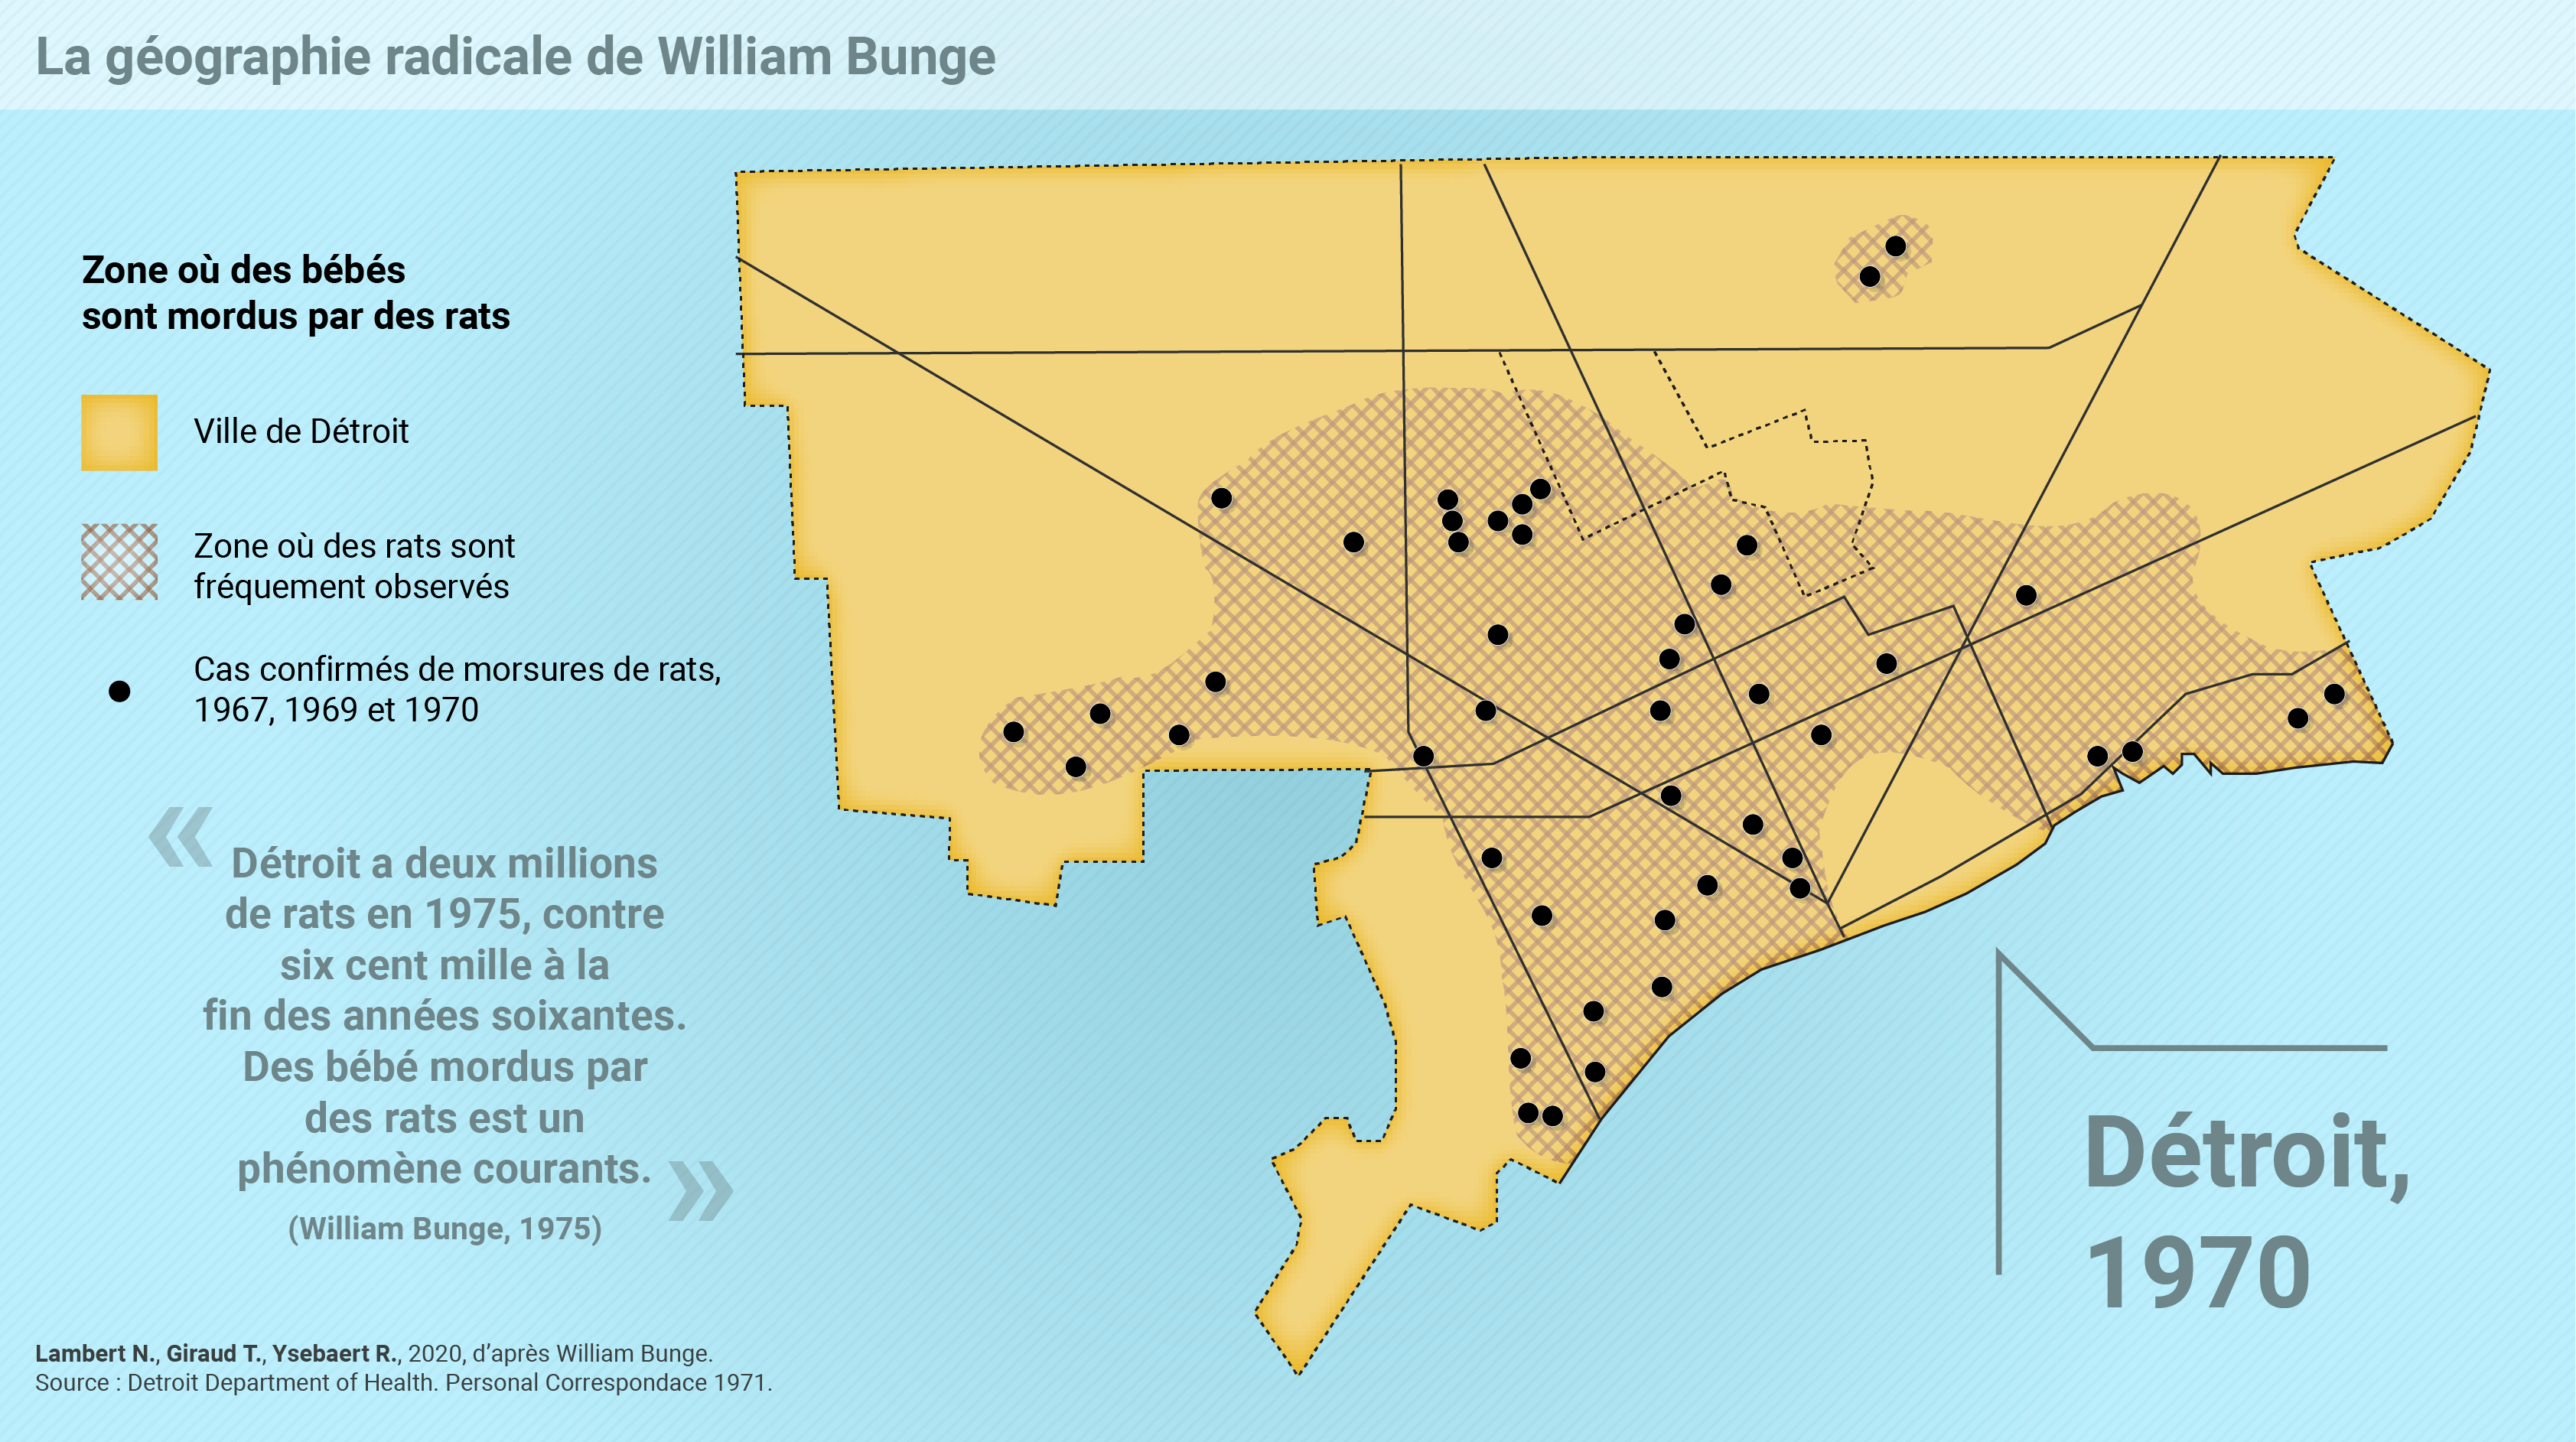 La géographie radicale de William Bunge
Zone où des bébés
sont mordus par des rats
Ville de Détroit
Zone où des rats sont
fréquement observés
Cas confirmés de morsures de rats,
1967, 1969 et 1970
«
Détroit a deux millions
de rats en 1975, contre
six cent mille à la
fin des années soixantes.
Des bébé mordus par
des rats est un
phénomène courants.
»
(William Bunge, 1975)
Détroit,
1970
Lambert N., Giraud T., Ysebaert R., 2020, d’après William Bunge.
Source : Detroit Department of Health. Personal Correspondace 1971.